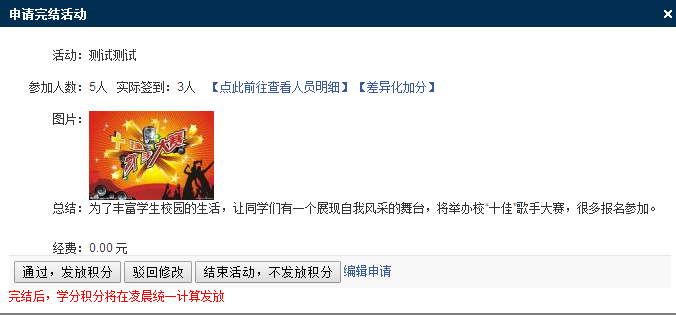 申请完结活动 ×
活动：测试测试
参加人数：5人 实际签到：3人 【点此前往查看人员明细】【差异化加分】
图片：
十佳
歌手大赛
总结：为了丰富学生校园的生活，让同学们有一个展现自我风采的舞台，将举办校“十佳”歌手大赛，很多报名参加。
经费：0.00 元
通过，发放积分 驳回修改 结束活动，不发放积分 编辑申请
完结后，学分积分将在凌晨统一计算发放